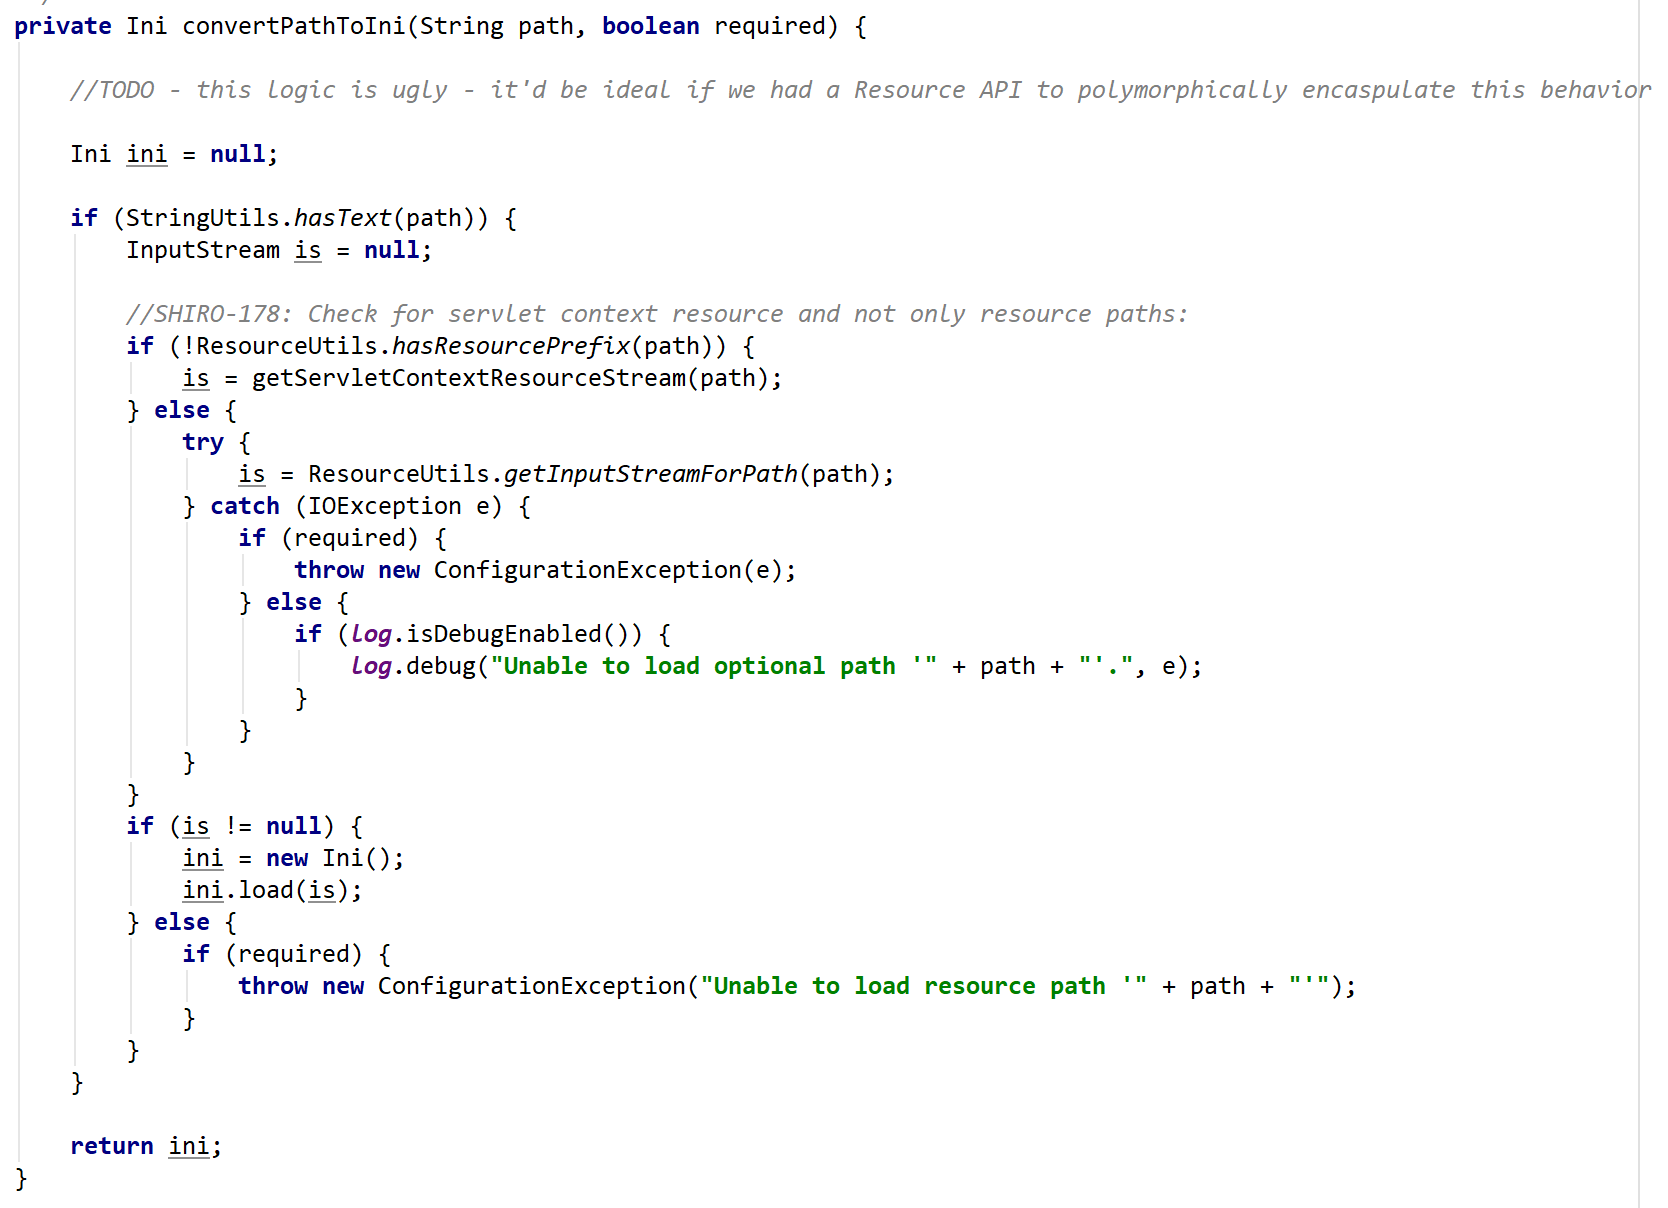 private Ini convertPathToIni(String path, boolean required) {
//TODO - this logic is ugly - it'd be ideal if we had a Resource API to polymorphically encaspulate this behavior
Ini ini = null;
if (StringUtils.hasText(path)) {
InputStream is = null;
//SHIRO-178: Check for servlet context resource and not only resource paths:
if (!ResourceUtils.hasResourcePrefix(path)) {
is = getServletContextResourceStream(path);
} else {
try {
is = ResourceUtils.getInputStreamForPath(path);
} catch (IOException e) {
if (required) {
throw new ConfigurationException(e);
} else {
if (log.isDebugEnabled()) {
log.debug("Unable to load optional path '" + path + "'.", e);
}
}
}
}
if (is != null) {
ini = new Ini();
ini.load(is);
} else {
if (required) {
throw new ConfigurationException("Unable to load resource path '" + path + "'");
}
}
}
return ini;
}